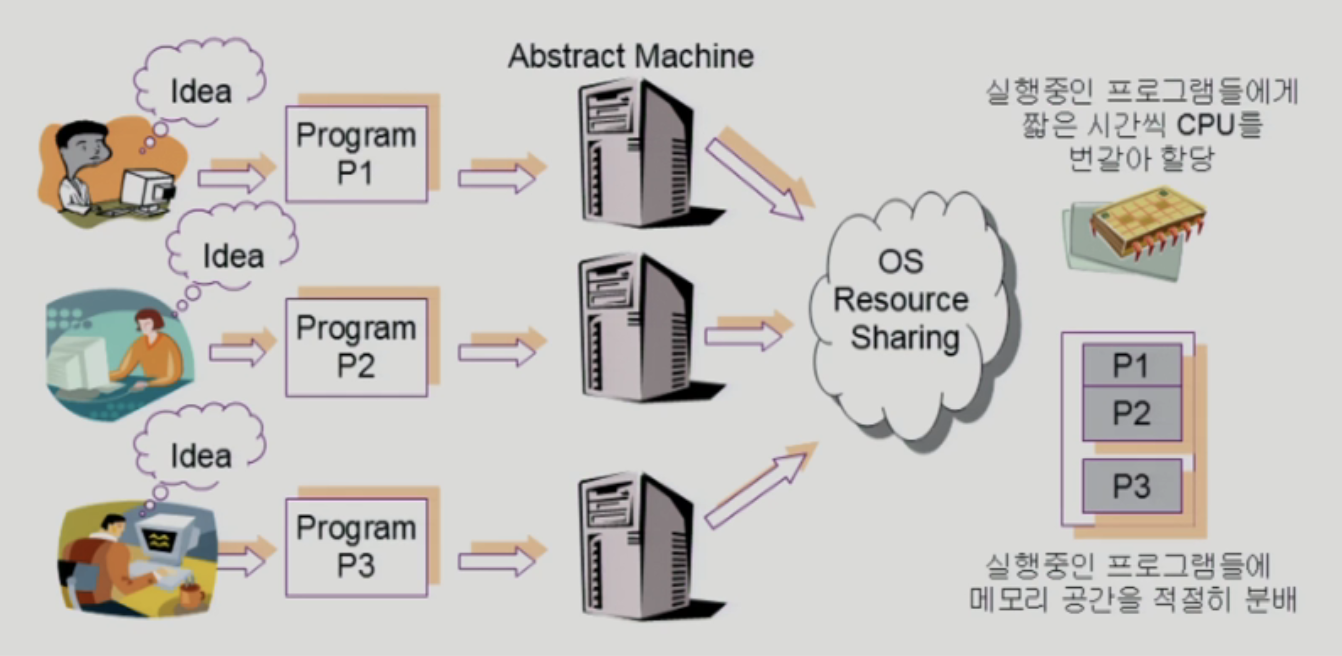 Abstract Machine
Idea
Program
P1
Idea
Program
P2
Idea
Program
P3
OS
Resource
Sharing
실행중인 프로그램들에게
짧은 시간씩 CPU를
번갈아 할당
P1
P2
P3
실행중인 프로그램들에
메모리 공간을 적절히 분배